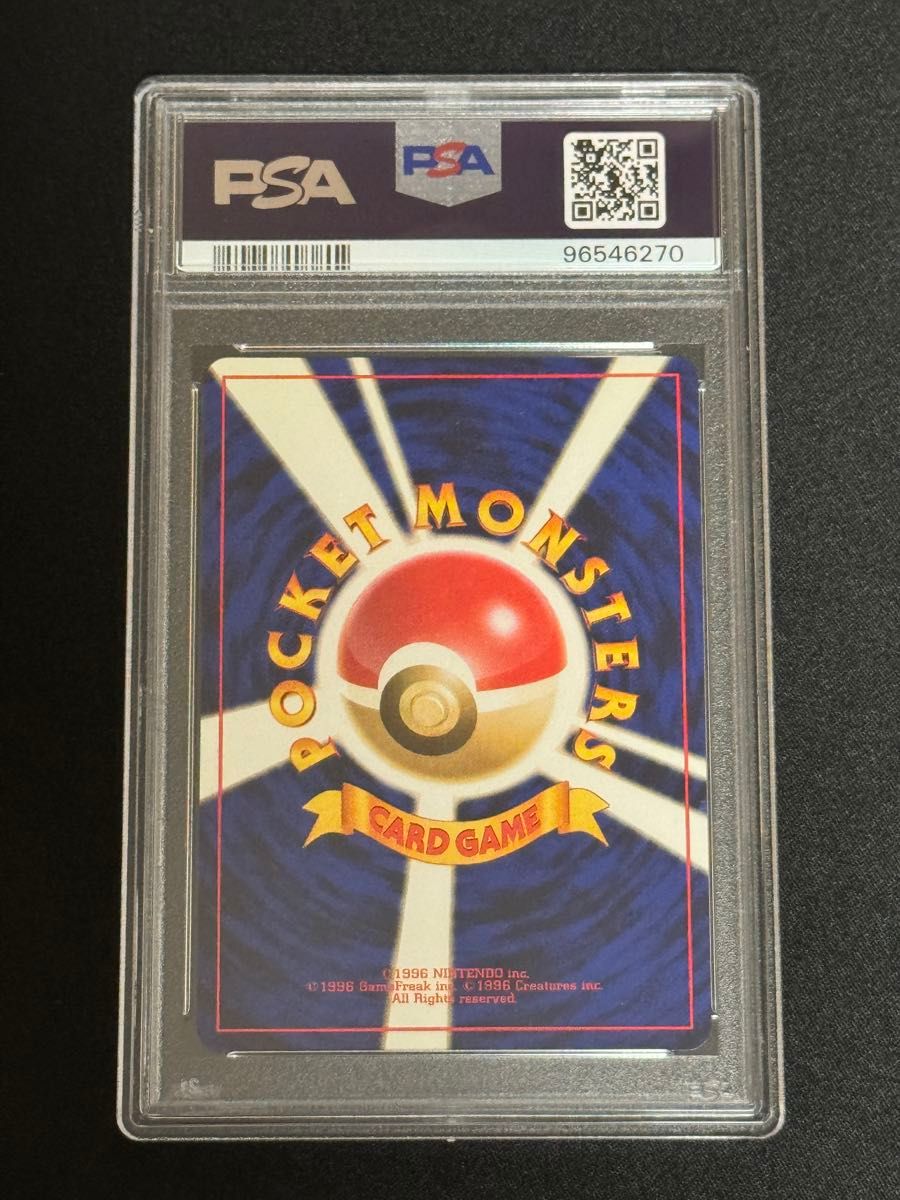 PSA
PSA
96546270
POCKET MONSTERS
CARD GAME
©1996 NINTENDO inc.
©1996 GameFreak inc. ©1996 Creatures inc.
All Rights reserved.